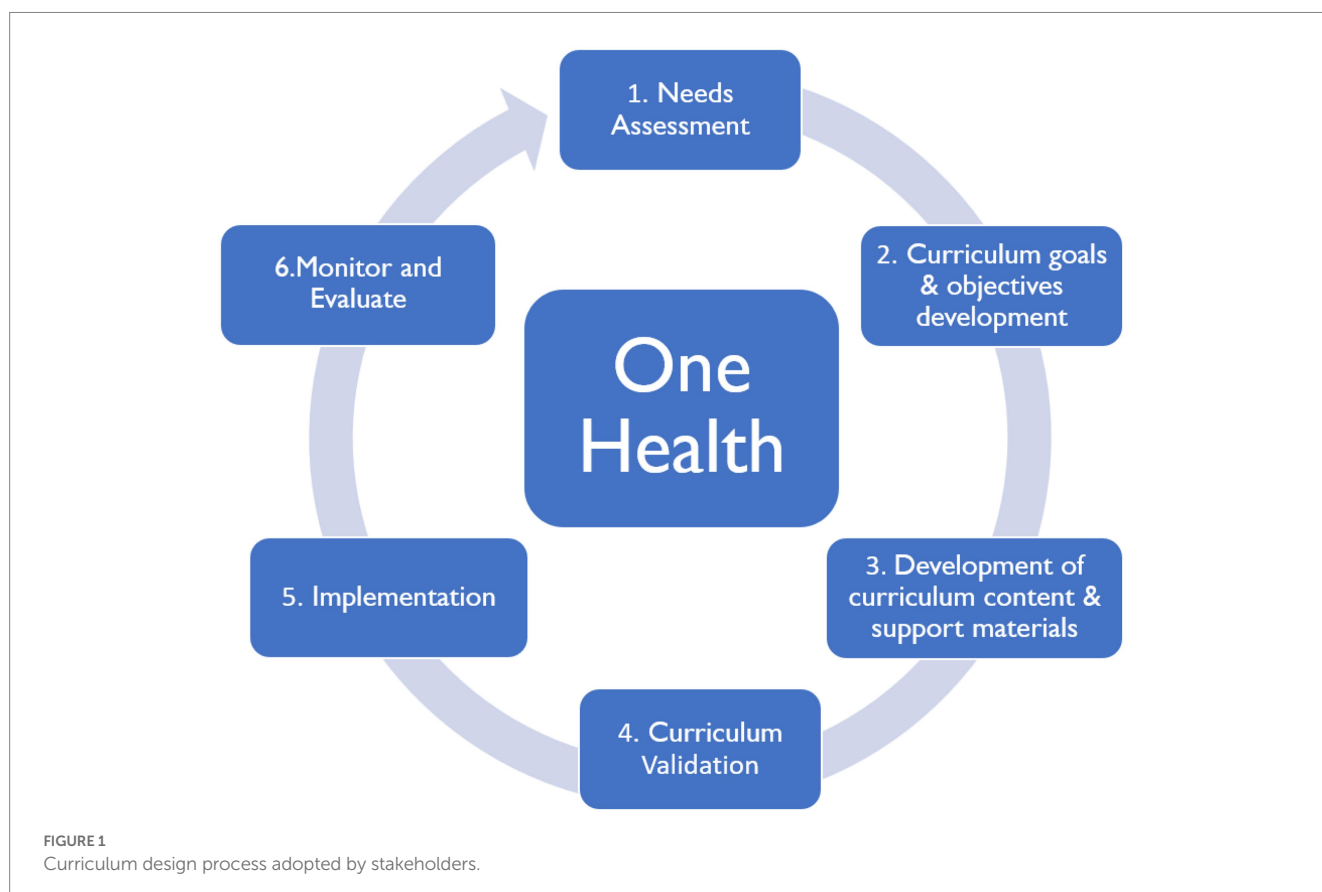 1. Needs
Assessment
2. Curriculum goals
& objectives
development
3. Development of
curriculum content &
support materials
4. Curriculum
Validation
5. Implementation
6.Monitor and
Evaluate
One
Health
FIGURE 1
Curriculum design process adopted by stakeholders.